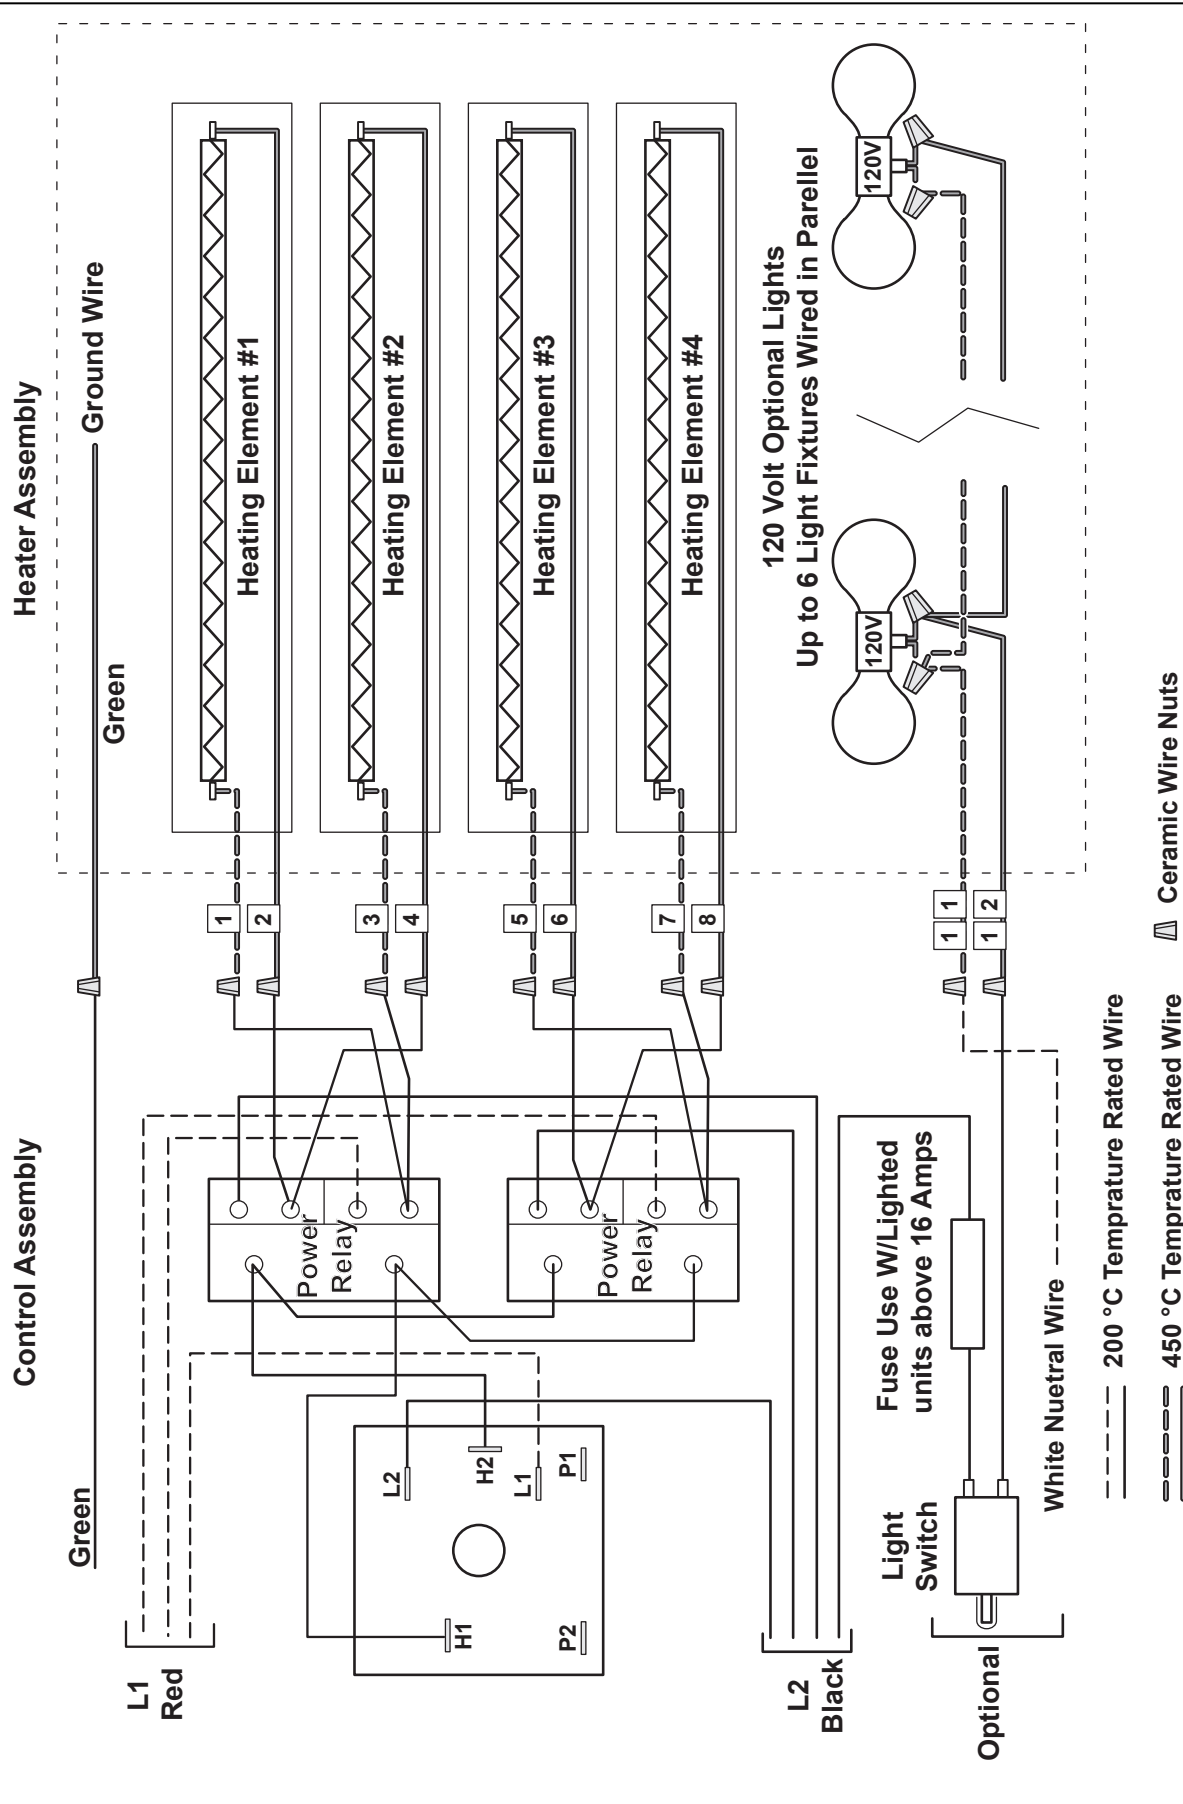 Control Assembly
Heater Assembly
Green
Green
Ground Wire
L1
Red
1
2
Heating Element #1
3
4
Heating Element #2
5
6
Heating Element #3
7
8
Heating Element #4
Power
Relay
Power
Relay
L2
H2
L1
P1
H1
P2
L2
Black
120 Volt Optional Lights
Up to 6 Light Fixtures Wired in Parellel
120V
120V
Fuse Use W/Lighted
units above 16 Amps
Light
Switch
Optional
1 1
1 2
White Nuetral Wire
200 °C Temprature Rated Wire
450 °C Temprature Rated Wire
Ceramic Wire Nuts